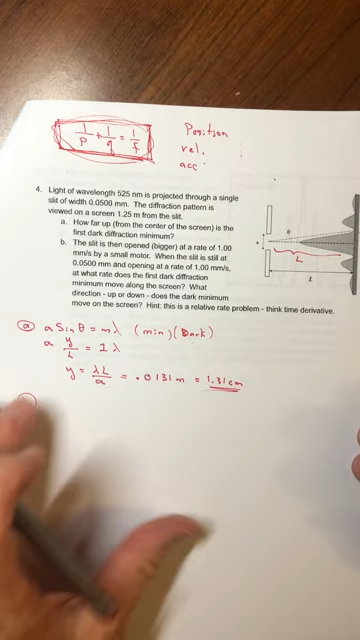 1/p + 1/q = 1/f
Position
vel.
acc
4. Light of wavelength 525 nm is projected through a single
slit of width 0.0500 mm. The diffraction pattern is
viewed on a screen 1.25 m from the slit.
a. How far up (from the center of the screen) is the
first dark diffraction minimum?
b. The slit is then opened (bigger) at a rate of 1.00
mm/s by a small motor. When the slit is still at
0.0500 mm and opening at a rate of 1.00 mm/s,
at what rate does the first dark diffraction
minimum move along the screen? What
direction - up or down - does the dark minimum
move on the screen? Hint: this is a relative rate problem - think time derivative.
θ
a
L
L
a a Sin θ = mλ (min) (Dark)
a y/L = 1 λ
y = λL/a = .0131 m = 1.31 cm